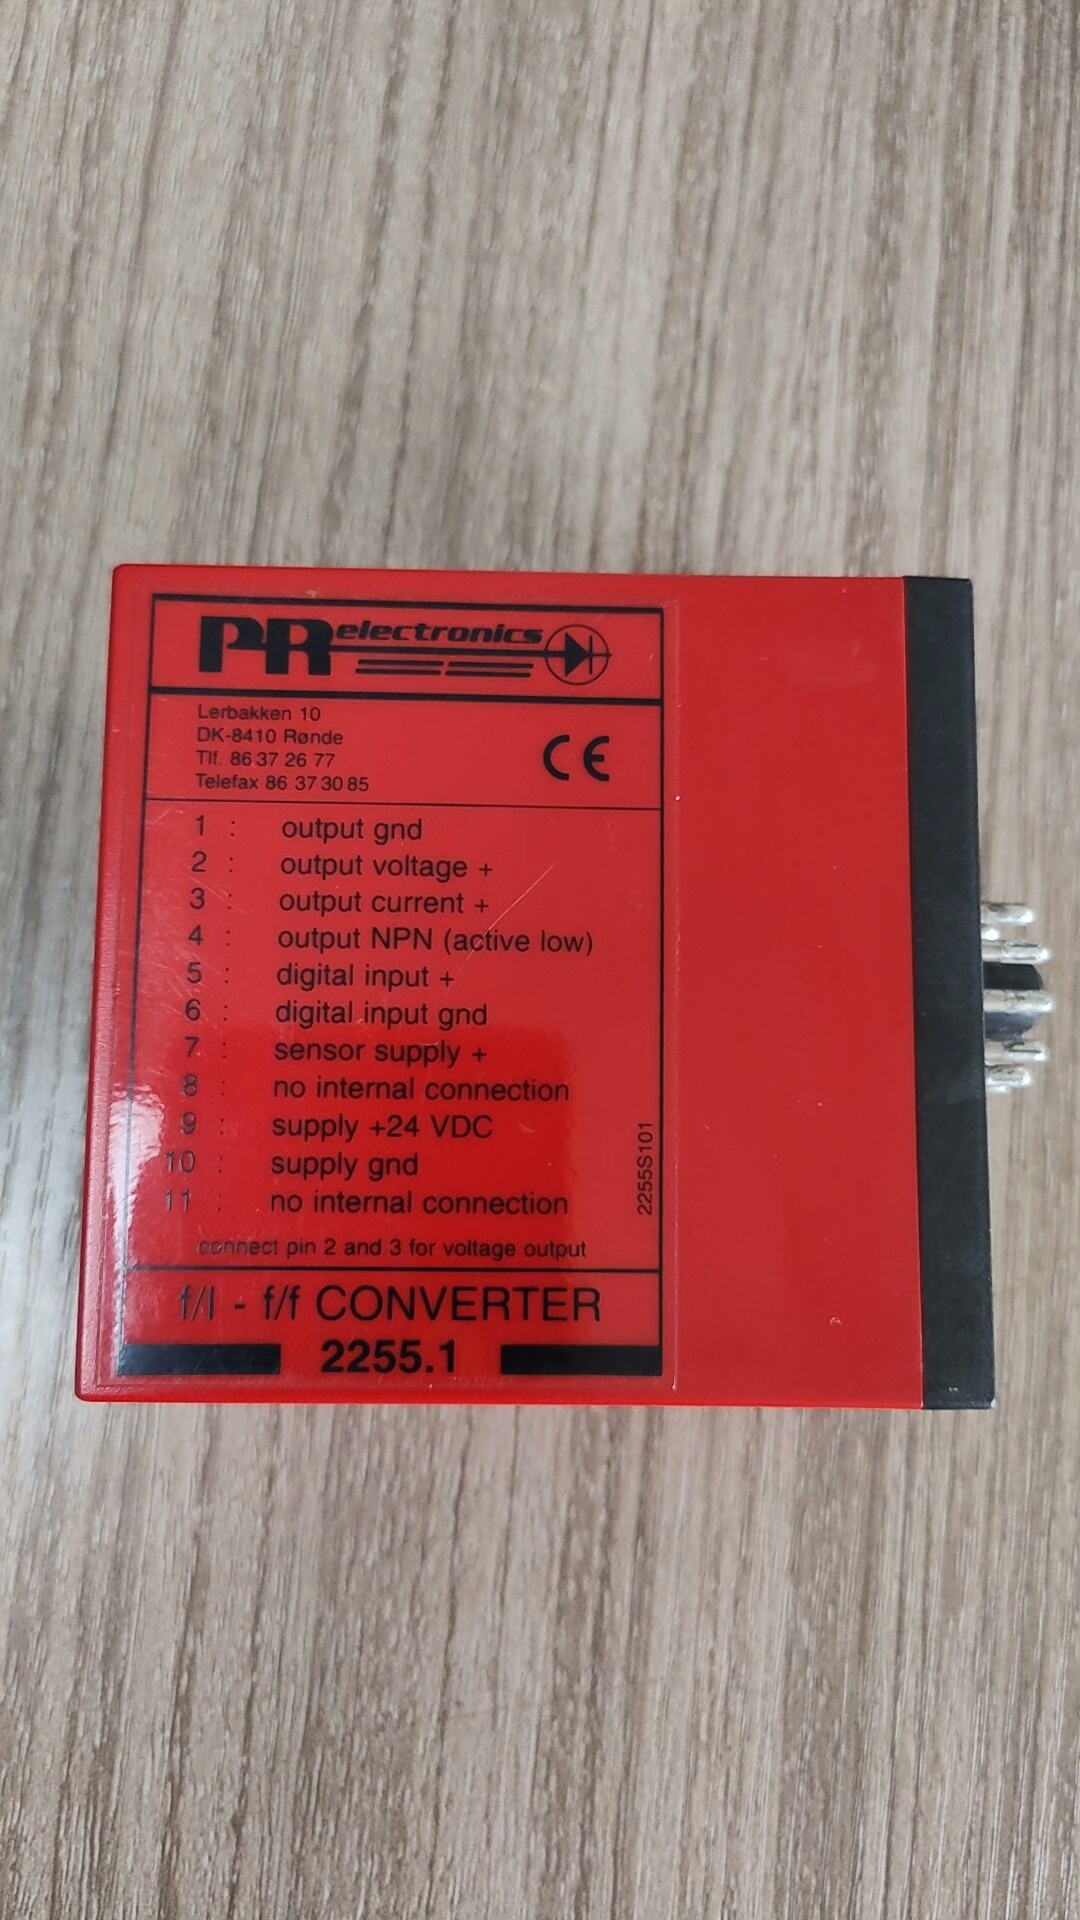 PR electronics
Lerbakken 10
DK-8410 Rønde
Tlf. 86 37 26 77
Telefax 86 37 30 85
CE
1 : output gnd
2 : output voltage +
3 : output current +
4 : output NPN (active low)
5 : digital input +
6 : digital input gnd
7 : sensor supply +
8 : no internal connection
9 : supply +24 VDC
10 : supply gnd
11 : no internal connection
2255S101
connect pin 2 and 3 for voltage output
f/I - f/f CONVERTER
2255.1